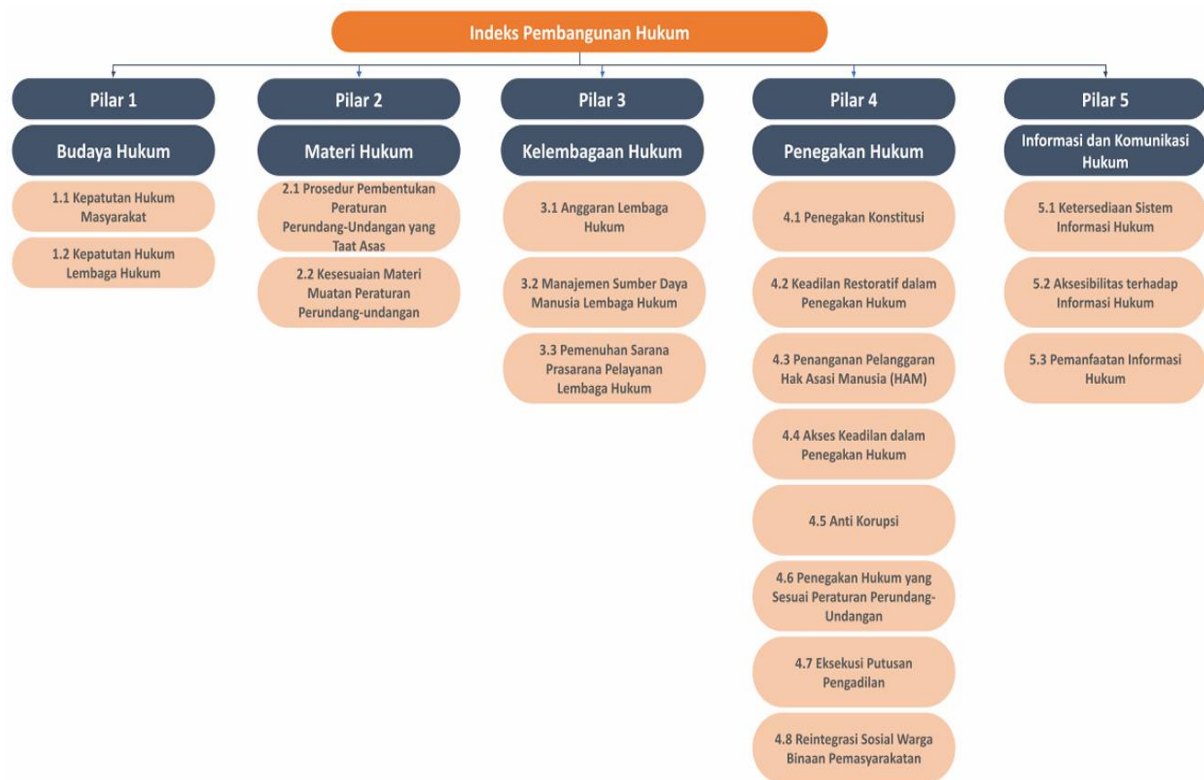 Indeks Pembangunan Hukum
Pilar 1
Budaya Hukum
1.1 Kepatutan Hukum
Masyarakat
1.2 Kepatutan Hukum
Lembaga Hukum
Pilar 2
Materi Hukum
2.1 Prosedur Pembentukan
Peraturan
Perundang-Undangan yang
Taat Asas
2.2 Kesesuaian Materi
Muatan Peraturan
Perundang-undangan
Pilar 3
Kelembagaan Hukum
3.1 Anggaran Lembaga
Hukum
3.2 Manajemen Sumber Daya
Manusia Lembaga Hukum
3.3 Pemenuhan Sarana
Prasarana Pelayanan
Lembaga Hukum
Pilar 4
Penegakan Hukum
4.1 Penegakan Konstitusi
4.2 Keadilan Restoratif dalam
Penegakan Hukum
4.3 Penanganan Pelanggaran
Hak Asasi Manusia (HAM)
4.4 Akses Keadilan dalam
Penegakan Hukum
4.5 Anti Korupsi
4.6 Penegakan Hukum yang
Sesuai Peraturan Perundang-
Undangan
4.7 Eksekusi Putusan
Pengadilan
4.8 Reintegrasi Sosial Warga
Binaan Pemasyarakatan
Pilar 5
Informasi dan Komunikasi
Hukum
5.1 Ketersediaan Sistem
Informasi Hukum
5.2 Aksesibilitas terhadap
Informasi Hukum
5.3 Pemanfaatan Informasi
Hukum